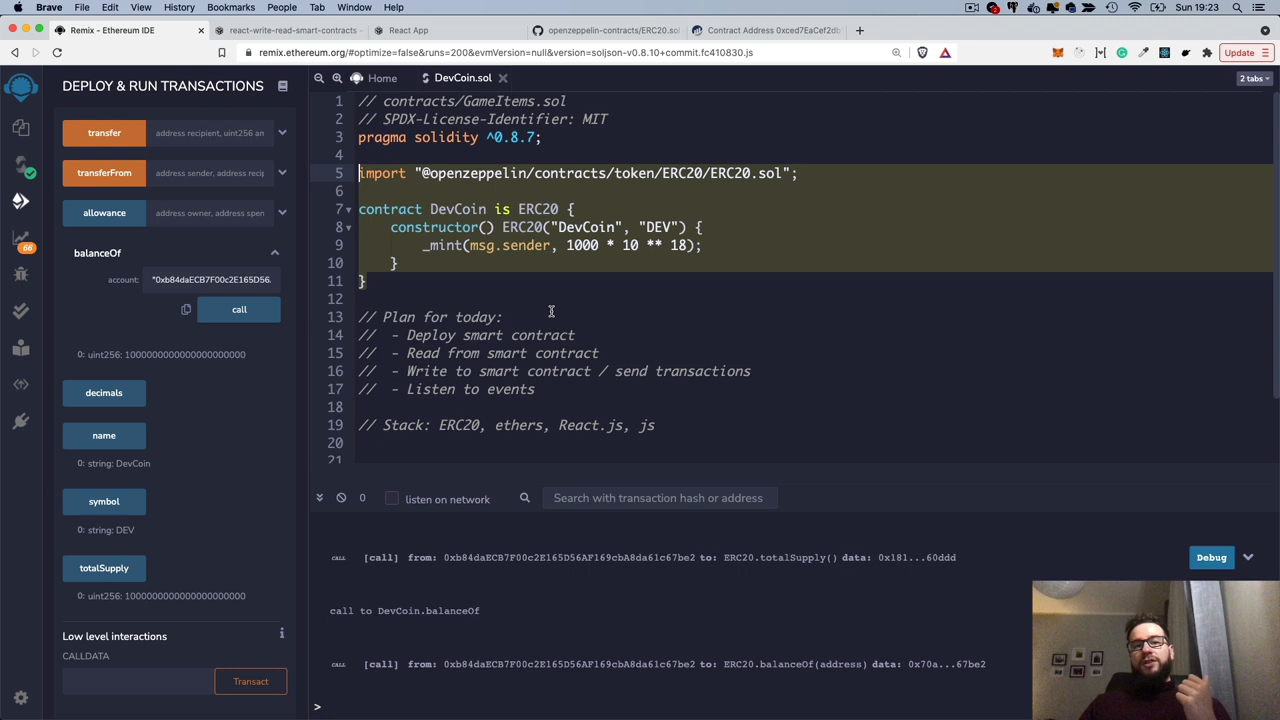 Brave File Edit View History Bookmarks People Tab Window Help Sun 19:23
Remix - Ethereum IDE
react-write-read-smart-contracts -
React App
openzeppelin-contracts/ERC20.sol
Contract Address 0xced7EaCef2db
remix.ethereum.org/#optimize=false&runs=200&evmVersion=null&version=soljson-v0.8.10+commit.fc410830.js
Update
DEPLOY & RUN TRANSACTIONS
Home
DevCoin.sol
2 tabs
transfer address recipient, uint256 am
transferFrom address sender, address recip
allowance address owner, address spen
balanceOf
account: "0xb84daECB7F00c2E165D56
call
0: uint256: 1000000000000000000000
decimals
name
0: string: DevCoin
symbol
0: string: DEV
totalSupply
0: uint256: 1000000000000000000000
Low level interactions
CALLDATA
Transact
66
1 // contracts/GameItems.sol
2 // SPDX-License-Identifier: MIT
3 pragma solidity ^0.8.7;
4
5 import "@openzeppelin/contracts/token/ERC20/ERC20.sol";
6
7 contract DevCoin is ERC20 {
8 constructor() ERC20("DevCoin", "DEV") {
9 _mint(msg.sender, 1000 * 10 ** 18);
10 }
11 }
12
13 // Plan for today:
14 // - Deploy smart contract
15 // - Read from smart contract
16 // - Write to smart contract / send transactions
17 // - Listen to events
18
19 // Stack: ERC20, ethers, React.js, js
20
21
0 listen on network Search with transaction hash or address
CALL [call] from: 0xb84daECB7F00c2E165D56AF169cbA8da61c67be2 to: ERC20.totalSupply() data: 0x181...60ddd Debug
call to DevCoin.balanceOf
CALL [call] from: 0xb84daECB7F00c2E165D56AF169cbA8da61c67be2 to: ERC20.balanceOf(address) data: 0x70a...67be2
>